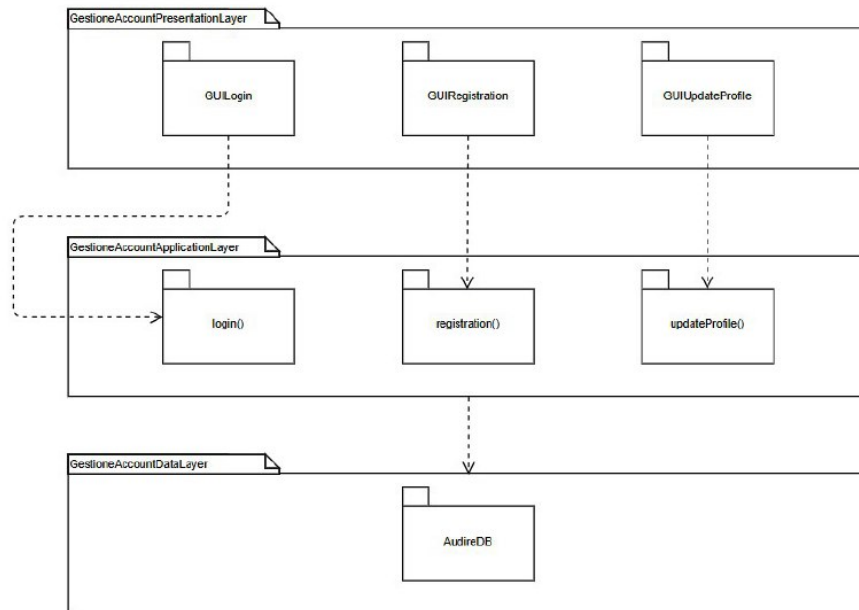 GestioneAccountPresentationLayer
GUILogin
GUIRegistration
GUIUpdateProfile
GestioneAccountApplicationLayer
login()
registration()
updateProfile()
GestioneAccountDataLayer
AudireDB